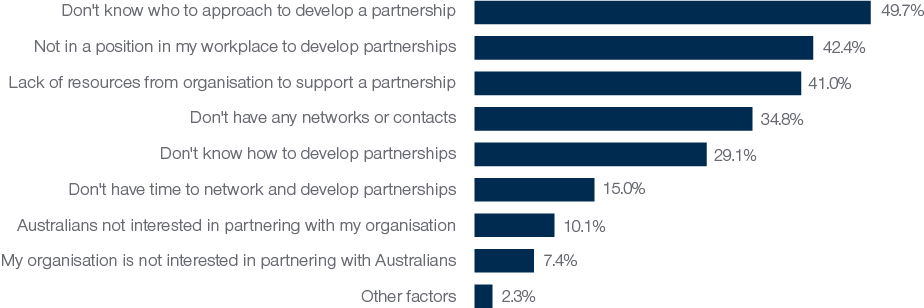 Don't know who to approach to develop a partnership 49.7%
Not in a position in my workplace to develop partnerships 42.4%
Lack of resources from organisation to support a partnership 41.0%
Don't have any networks or contacts 34.8%
Don't know how to develop partnerships 29.1%
Don't have time to network and develop partnerships 15.0%
Australians not interested in partnering with my organisation 10.1%
My organisation is not interested in partnering with Australians 7.4%
Other factors 2.3%